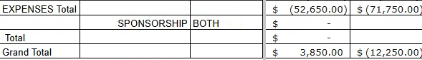 EXPENSES Total $ (52,650.00) $ (71,750.00)
SPONSORSHIP BOTH $ -
Total $ -
Grand Total $ 3,850.00 $ (12,250.00)